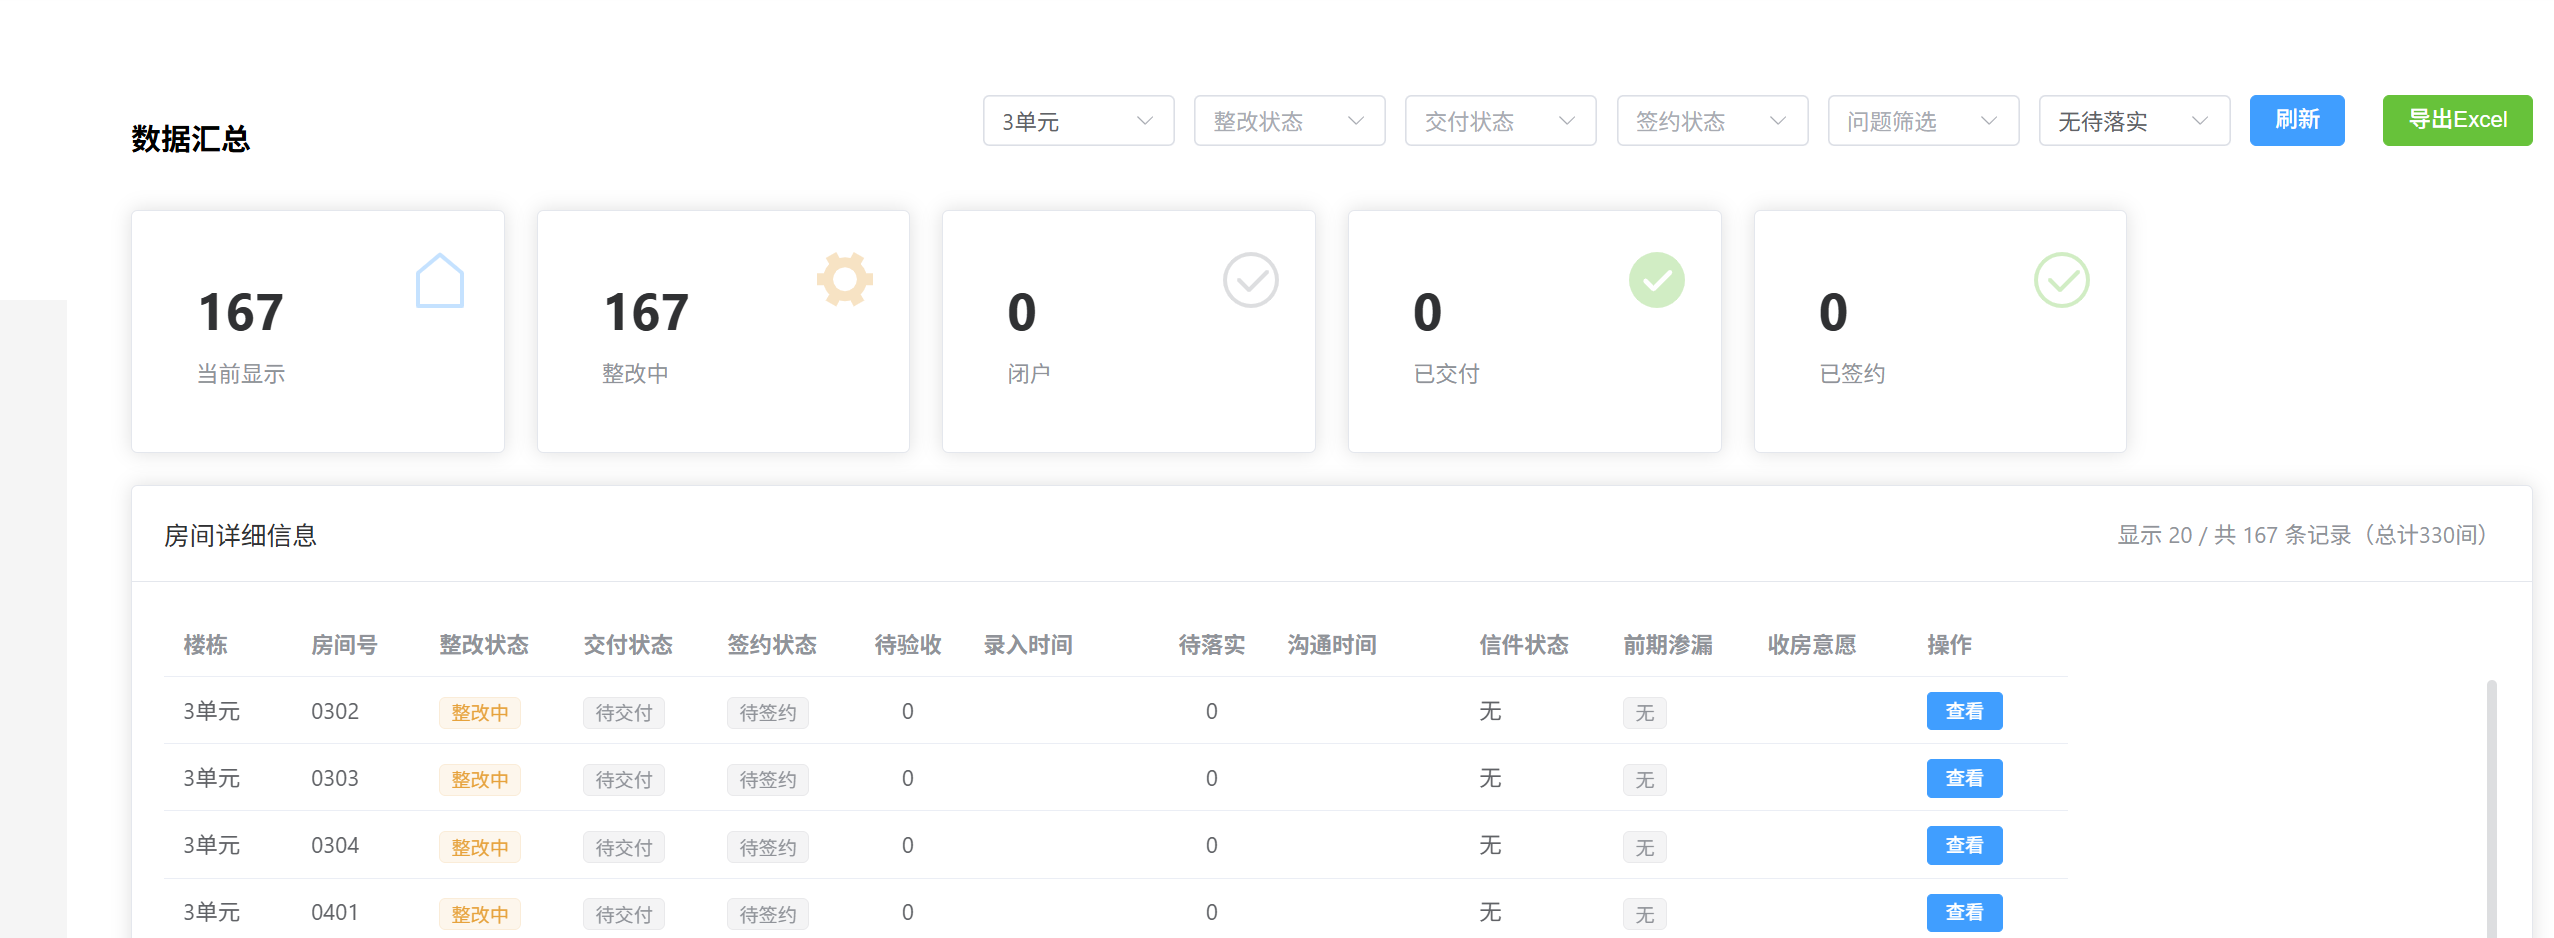 数据汇总
3单元 整改状态 交付状态 签约状态 问题筛选 无待落实 刷新 导出Excel
167 167 0 0 0
当前显示 整改中 闭户 已交付 已签约
房间详细信息 显示 20 / 共 167 条记录（总计330间）
楼栋 房间号 整改状态 交付状态 签约状态 待验收 录入时间 待落实 沟通时间 信件状态 前期渗漏 收房意愿 操作
3单元 0302 整改中 待交付 待签约 0 0 无 无 查看
3单元 0303 整改中 待交付 待签约 0 0 无 无 查看
3单元 0304 整改中 待交付 待签约 0 0 无 无 查看
3单元 0401 整改中 待交付 待签约 0 0 无 无 查看